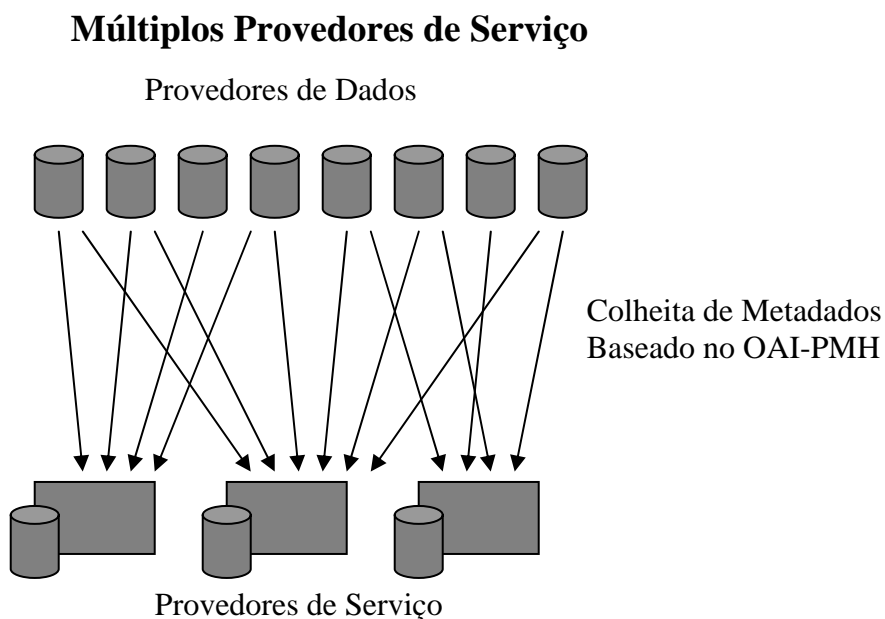 Múltiplos Provedores de Serviço
Provedores de Dados
Colheita de Metadados
Baseado no OAI-PMH
Provedores de Serviço